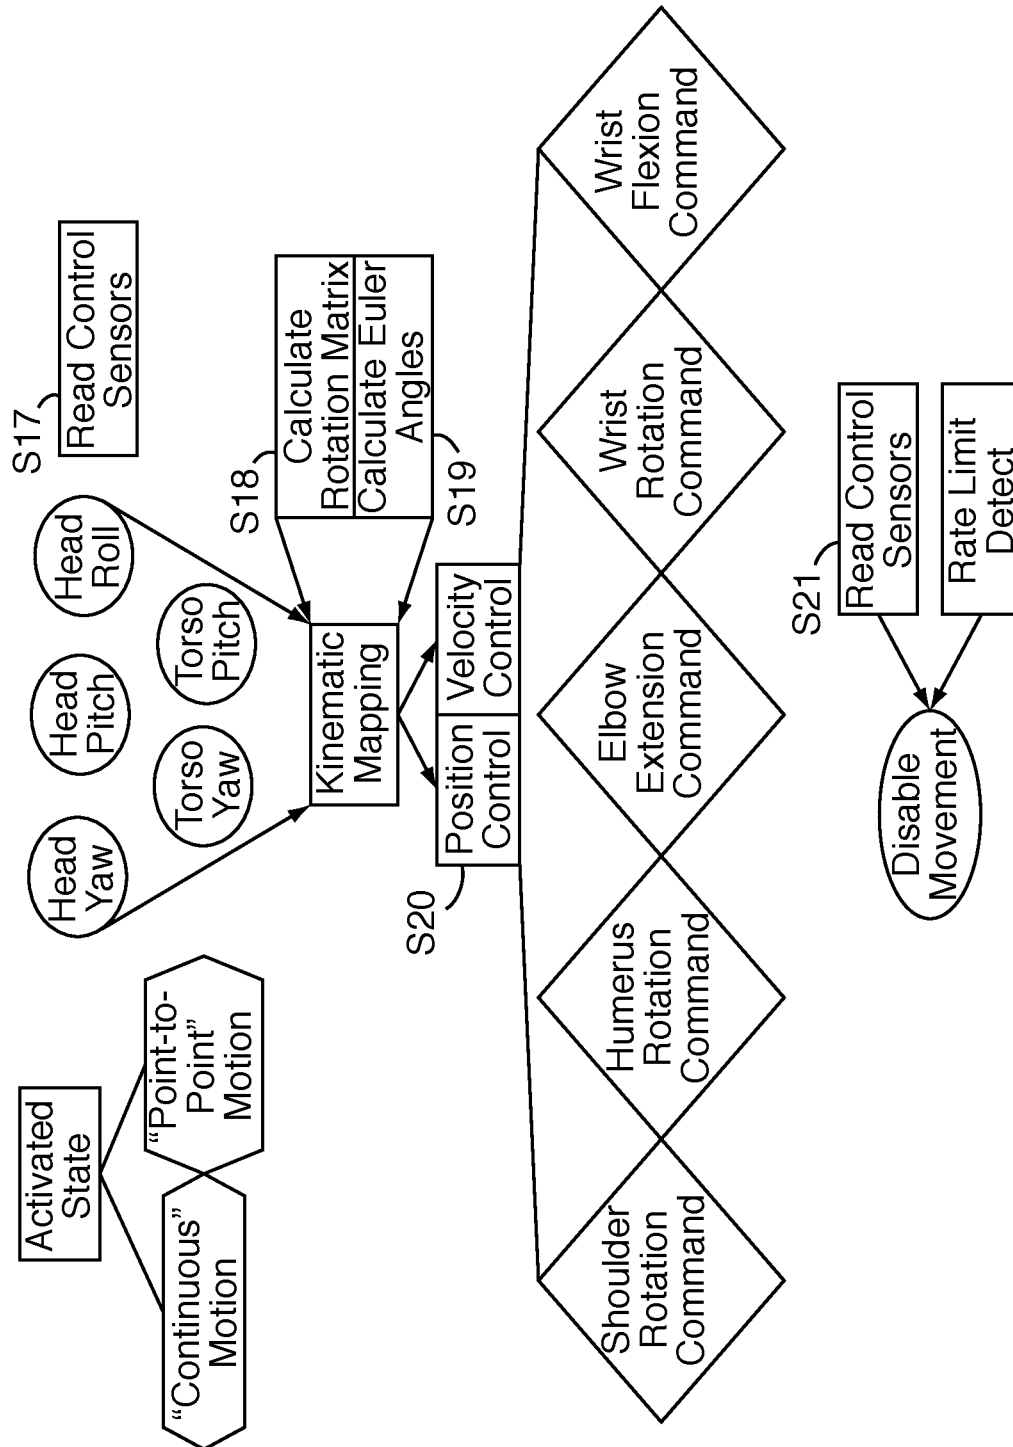 Activated
State
“Continuous”
Motion
“Point-to-
Point”
Motion
Head
Yaw
Head
Pitch
Head
Roll
Torso
Yaw
Torso
Pitch
S17
Read Control
Sensors
Kinematic
Mapping
S18
Calculate
Rotation Matrix
Calculate Euler
Angles
S19
S20
Position
Control
Velocity
Control
Shoulder
Rotation
Command
Humerus
Rotation
Command
Elbow
Extension
Command
Wrist
Rotation
Command
Wrist
Flexion
Command
Disable
Movement
S21
Read Control
Sensors
Rate Limit
Detect